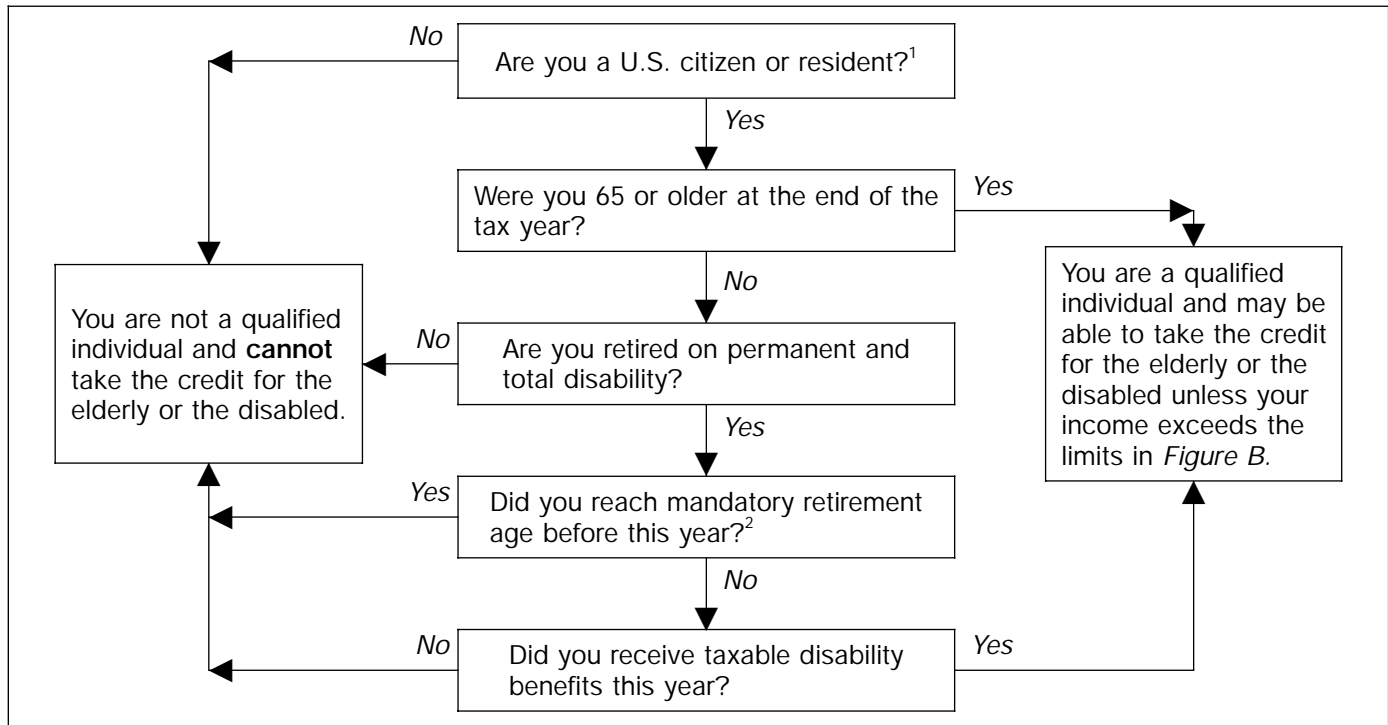 No
Are you a U.S. citizen or resident?1
Yes
Were you 65 or older at the end of the
tax year?
Yes
No
You are a qualified
individual and may be
able to take the credit
for the elderly or the
disabled unless your
income exceeds the
limits in Figure B.
You are not a qualified
individual and cannot
take the credit for the
elderly or the disabled.
No
Are you retired on permanent and
total disability?
Yes
Yes
Did you reach mandatory retirement
age before this year?2
No
No
Did you receive taxable disability
benefits this year?
Yes